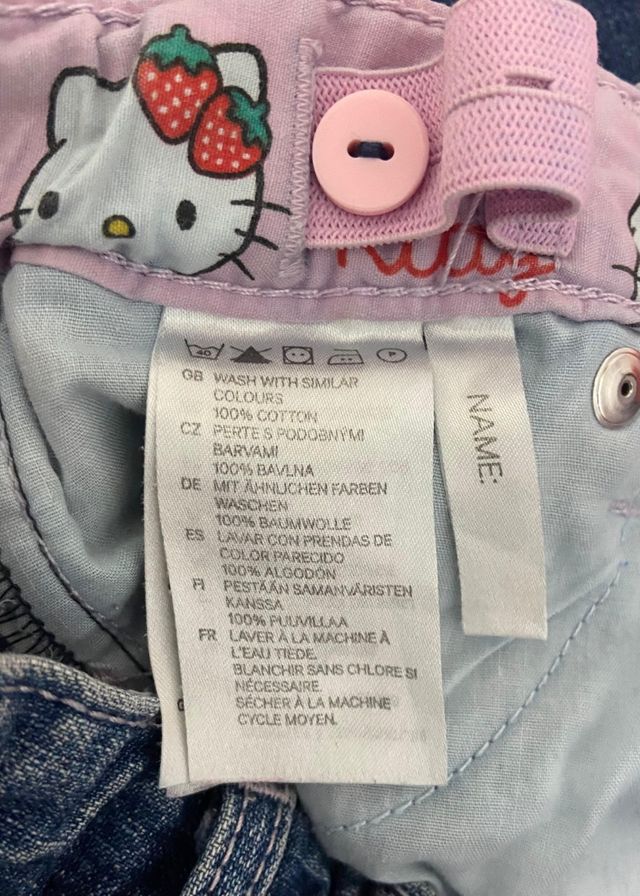 Kitty
40
P
GB WASH WITH SIMILAR
COLOURS
100% COTTON
CZ PERTE S PODOBNÝMI
BARVAMI
100% BAVLNA
DE MIT ÄHNLICHEN FARBEN
WASCHEN
100% BAUMWOLLE
ES LAVAR CON PRENDAS DE
COLOR PARECIDO
100% ALGODÓN
FI PESTÄÄN SAMANVÄRISTEN
KANSSA
100% PUUVILLAA
FR LAVER À LA MACHINE À
L'EAU TIÈDE.
BLANCHIR SANS CHLORE SI
NÉCESSAIRE.
SÉCHER À LA MACHINE
CYCLE MOYEN.
NAME: